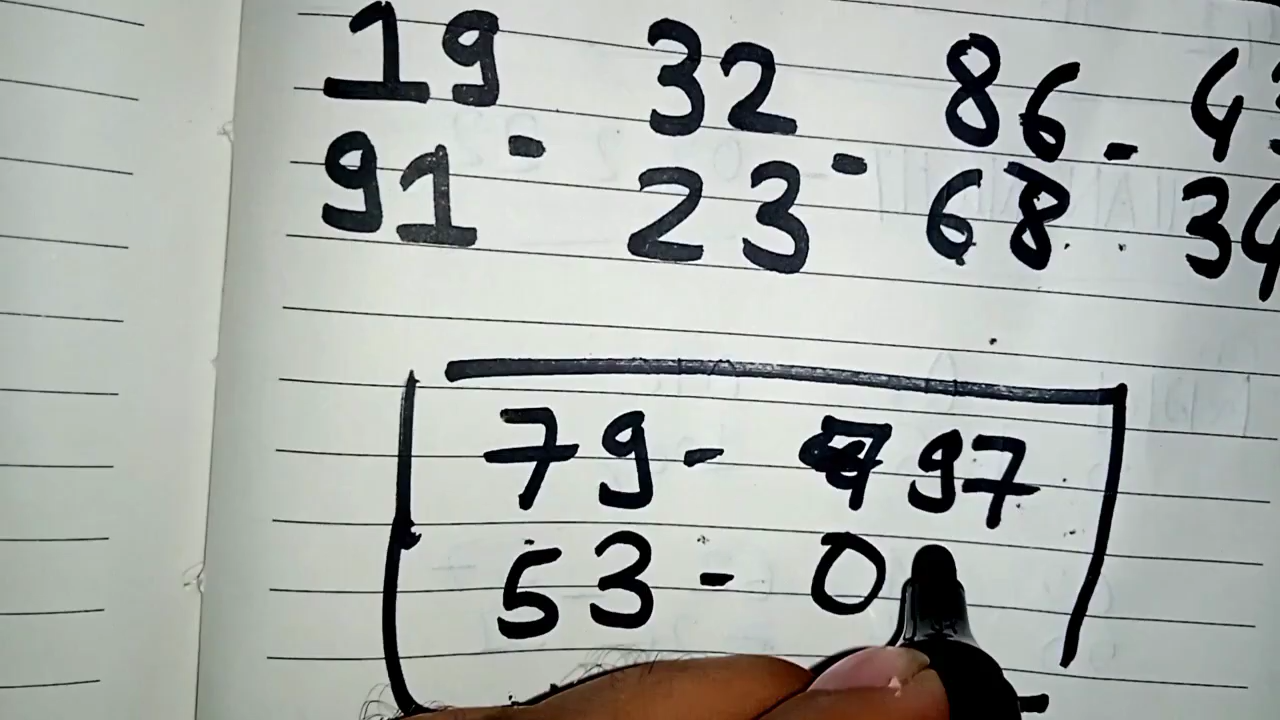 19 - 32 - 86 - 43
91 23 68 34
79 - 97
53 - 0